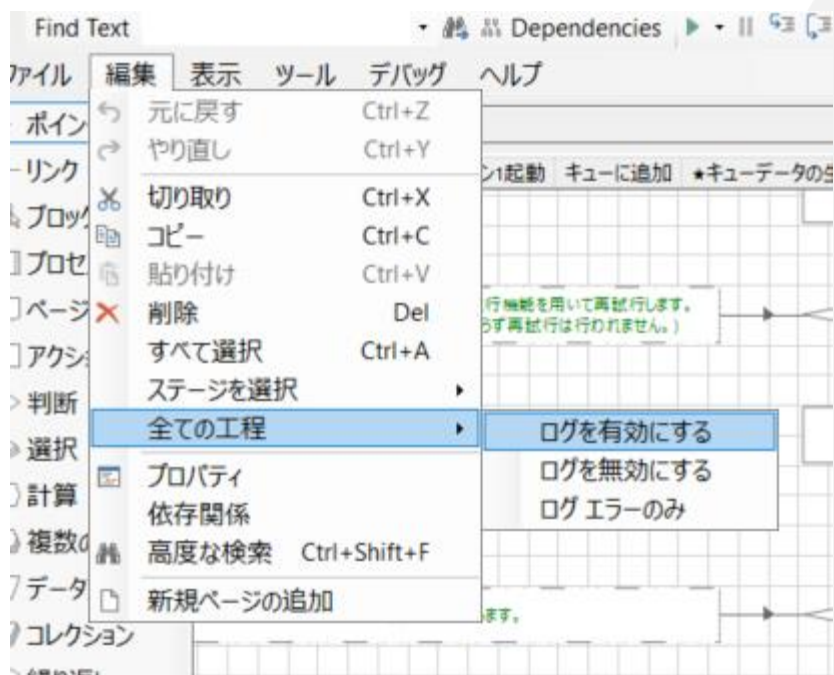 Find Text Dependencies
ファイル 編集 表示 ツール デバッグ ヘルプ
元に戻す Ctrl+Z
やり直し Ctrl+Y
切り取り Ctrl+X
コピー Ctrl+C
貼り付け Ctrl+V
削除 Del
すべて選択 Ctrl+A
ステージを選択
全ての工程
プロパティ
依存関係
高度な検索 Ctrl+Shift+F
新規ページの追加
ログを有効にする
ログを無効にする
ログ エラーのみ
ポイン
リンク
ブロック
プロセ
ページ
アクシ
判断
選択
計算
複数の
データ
コレクション
ン1起動 キューに追加 ★キューデータの生
行機能を用いて再試行します。
らず再試行は行われません。)
ます。